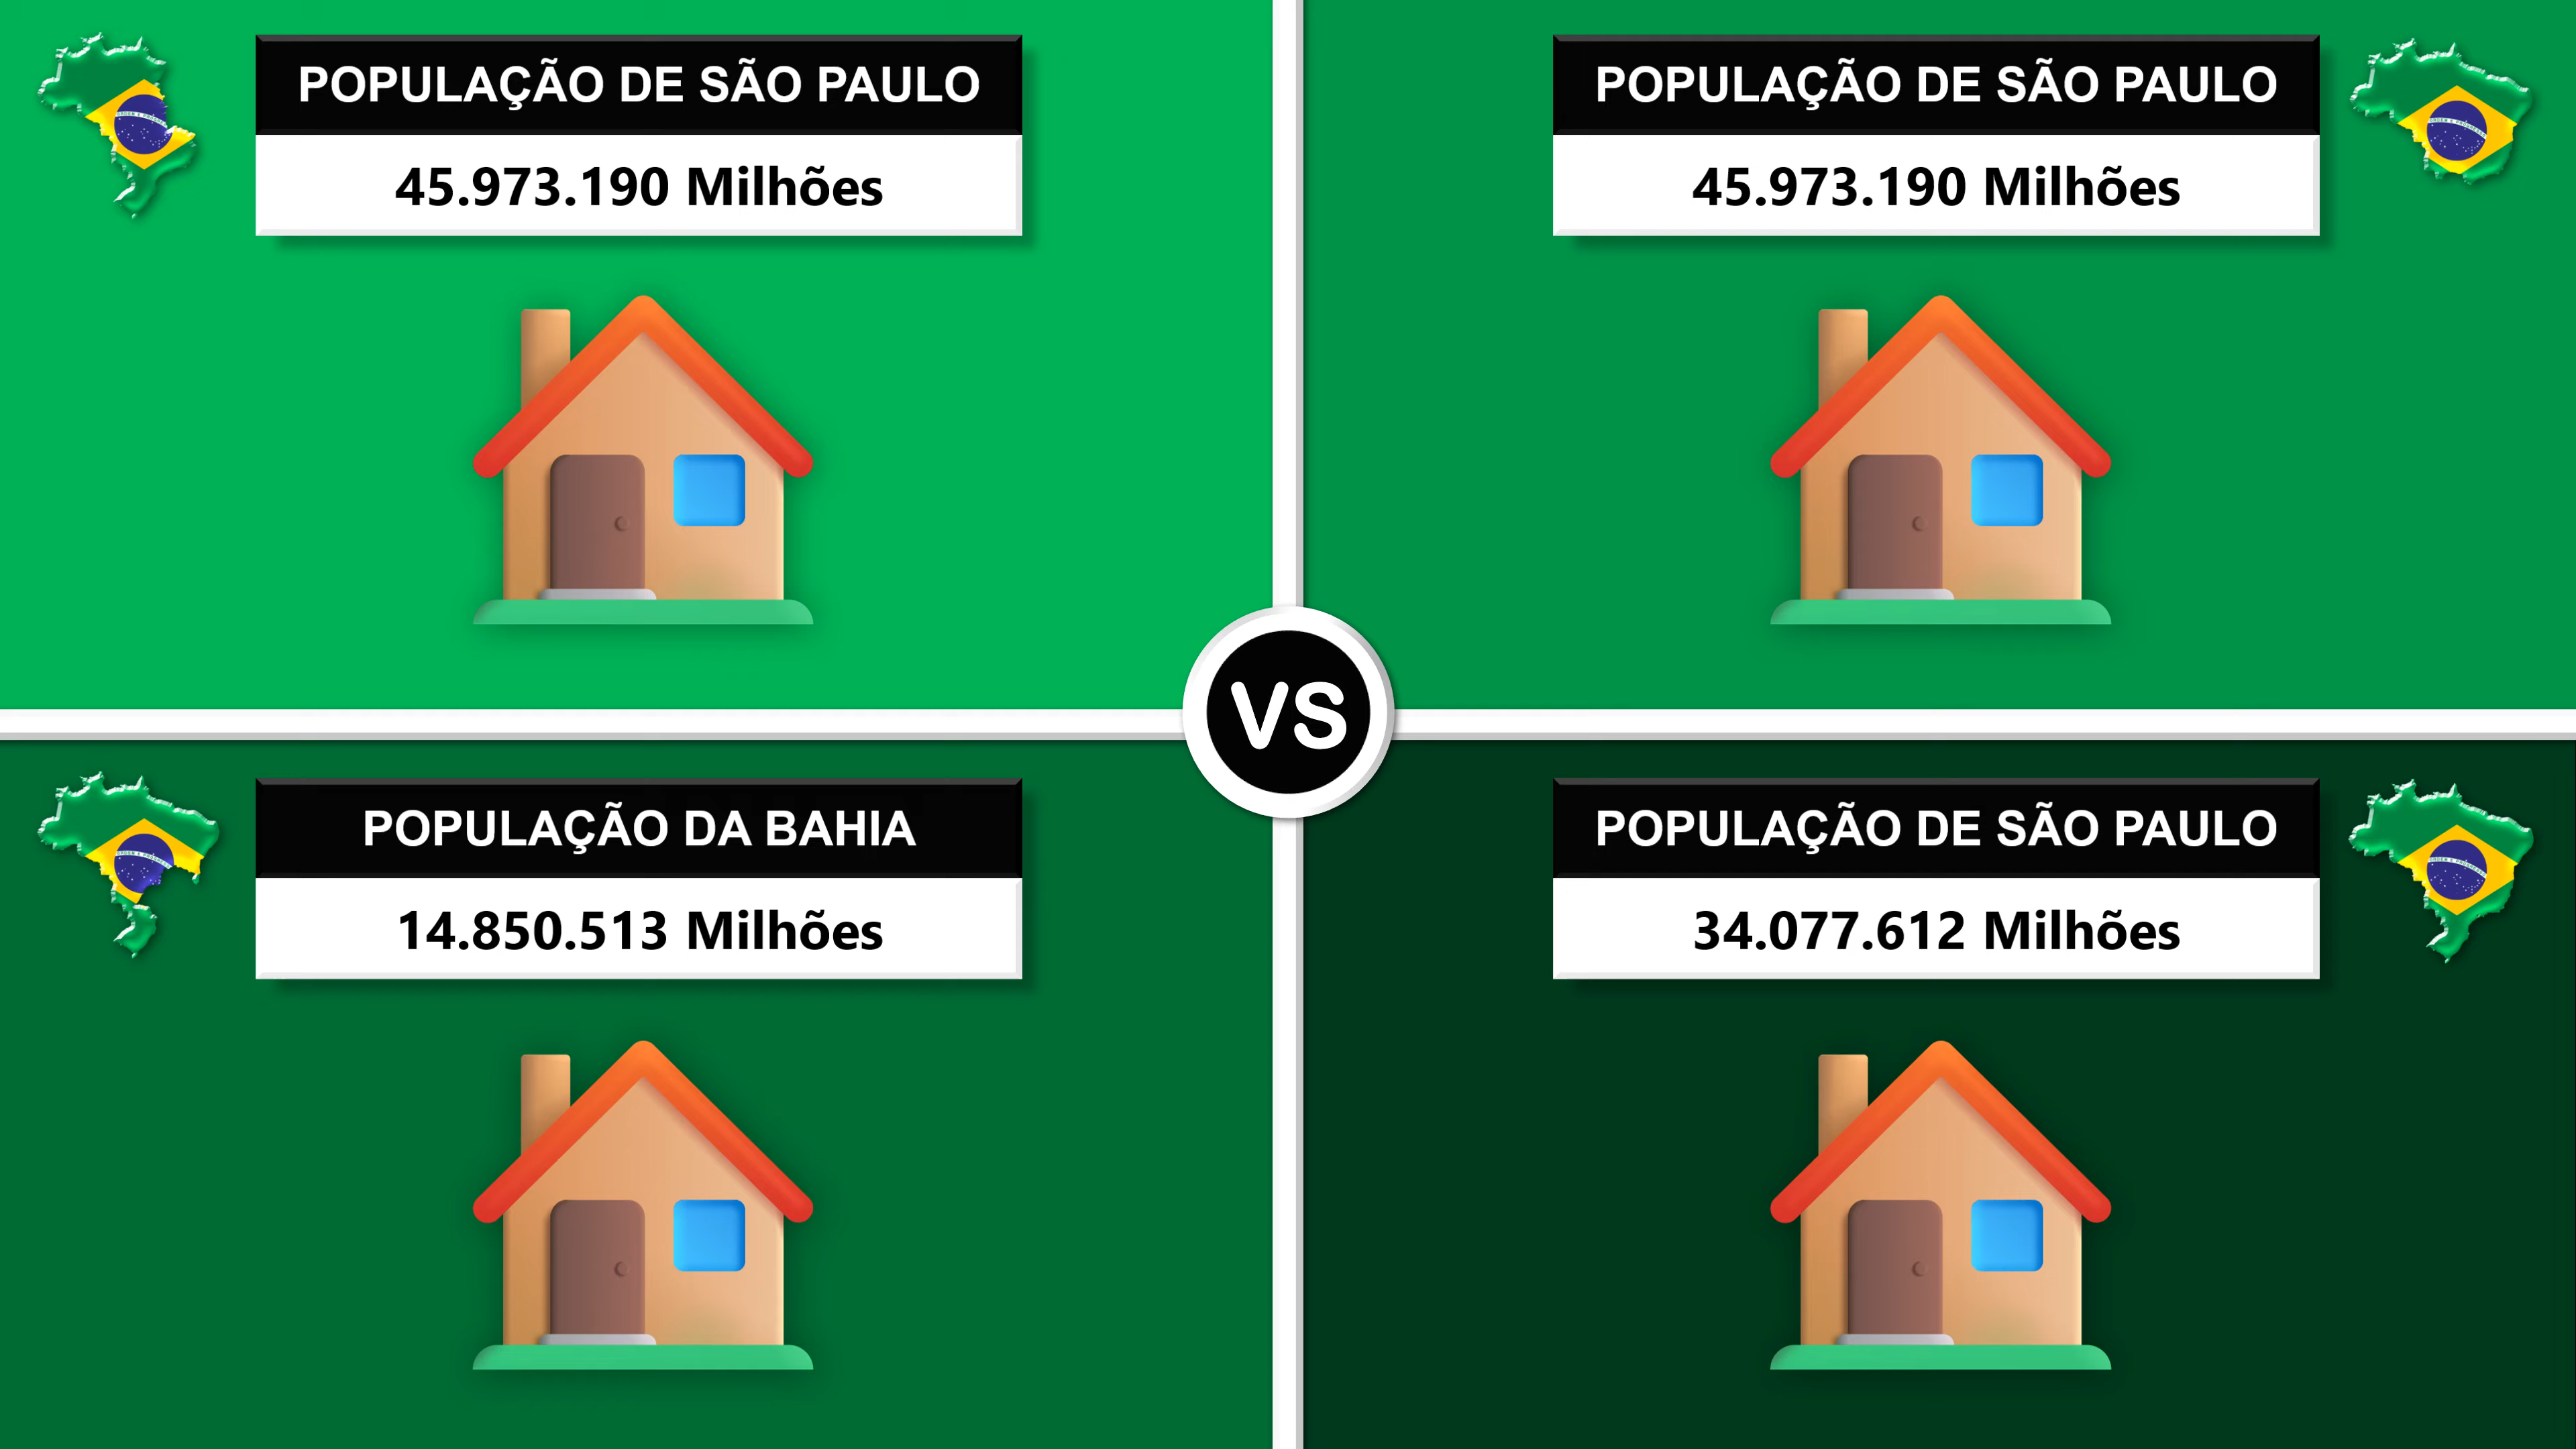 POPULAÇÃO DE SÃO PAULO
45.973.190 Milhões
POPULAÇÃO DE SÃO PAULO
45.973.190 Milhões
VS
POPULAÇÃO DA BAHIA
14.850.513 Milhões
POPULAÇÃO DE SÃO PAULO
34.077.612 Milhões